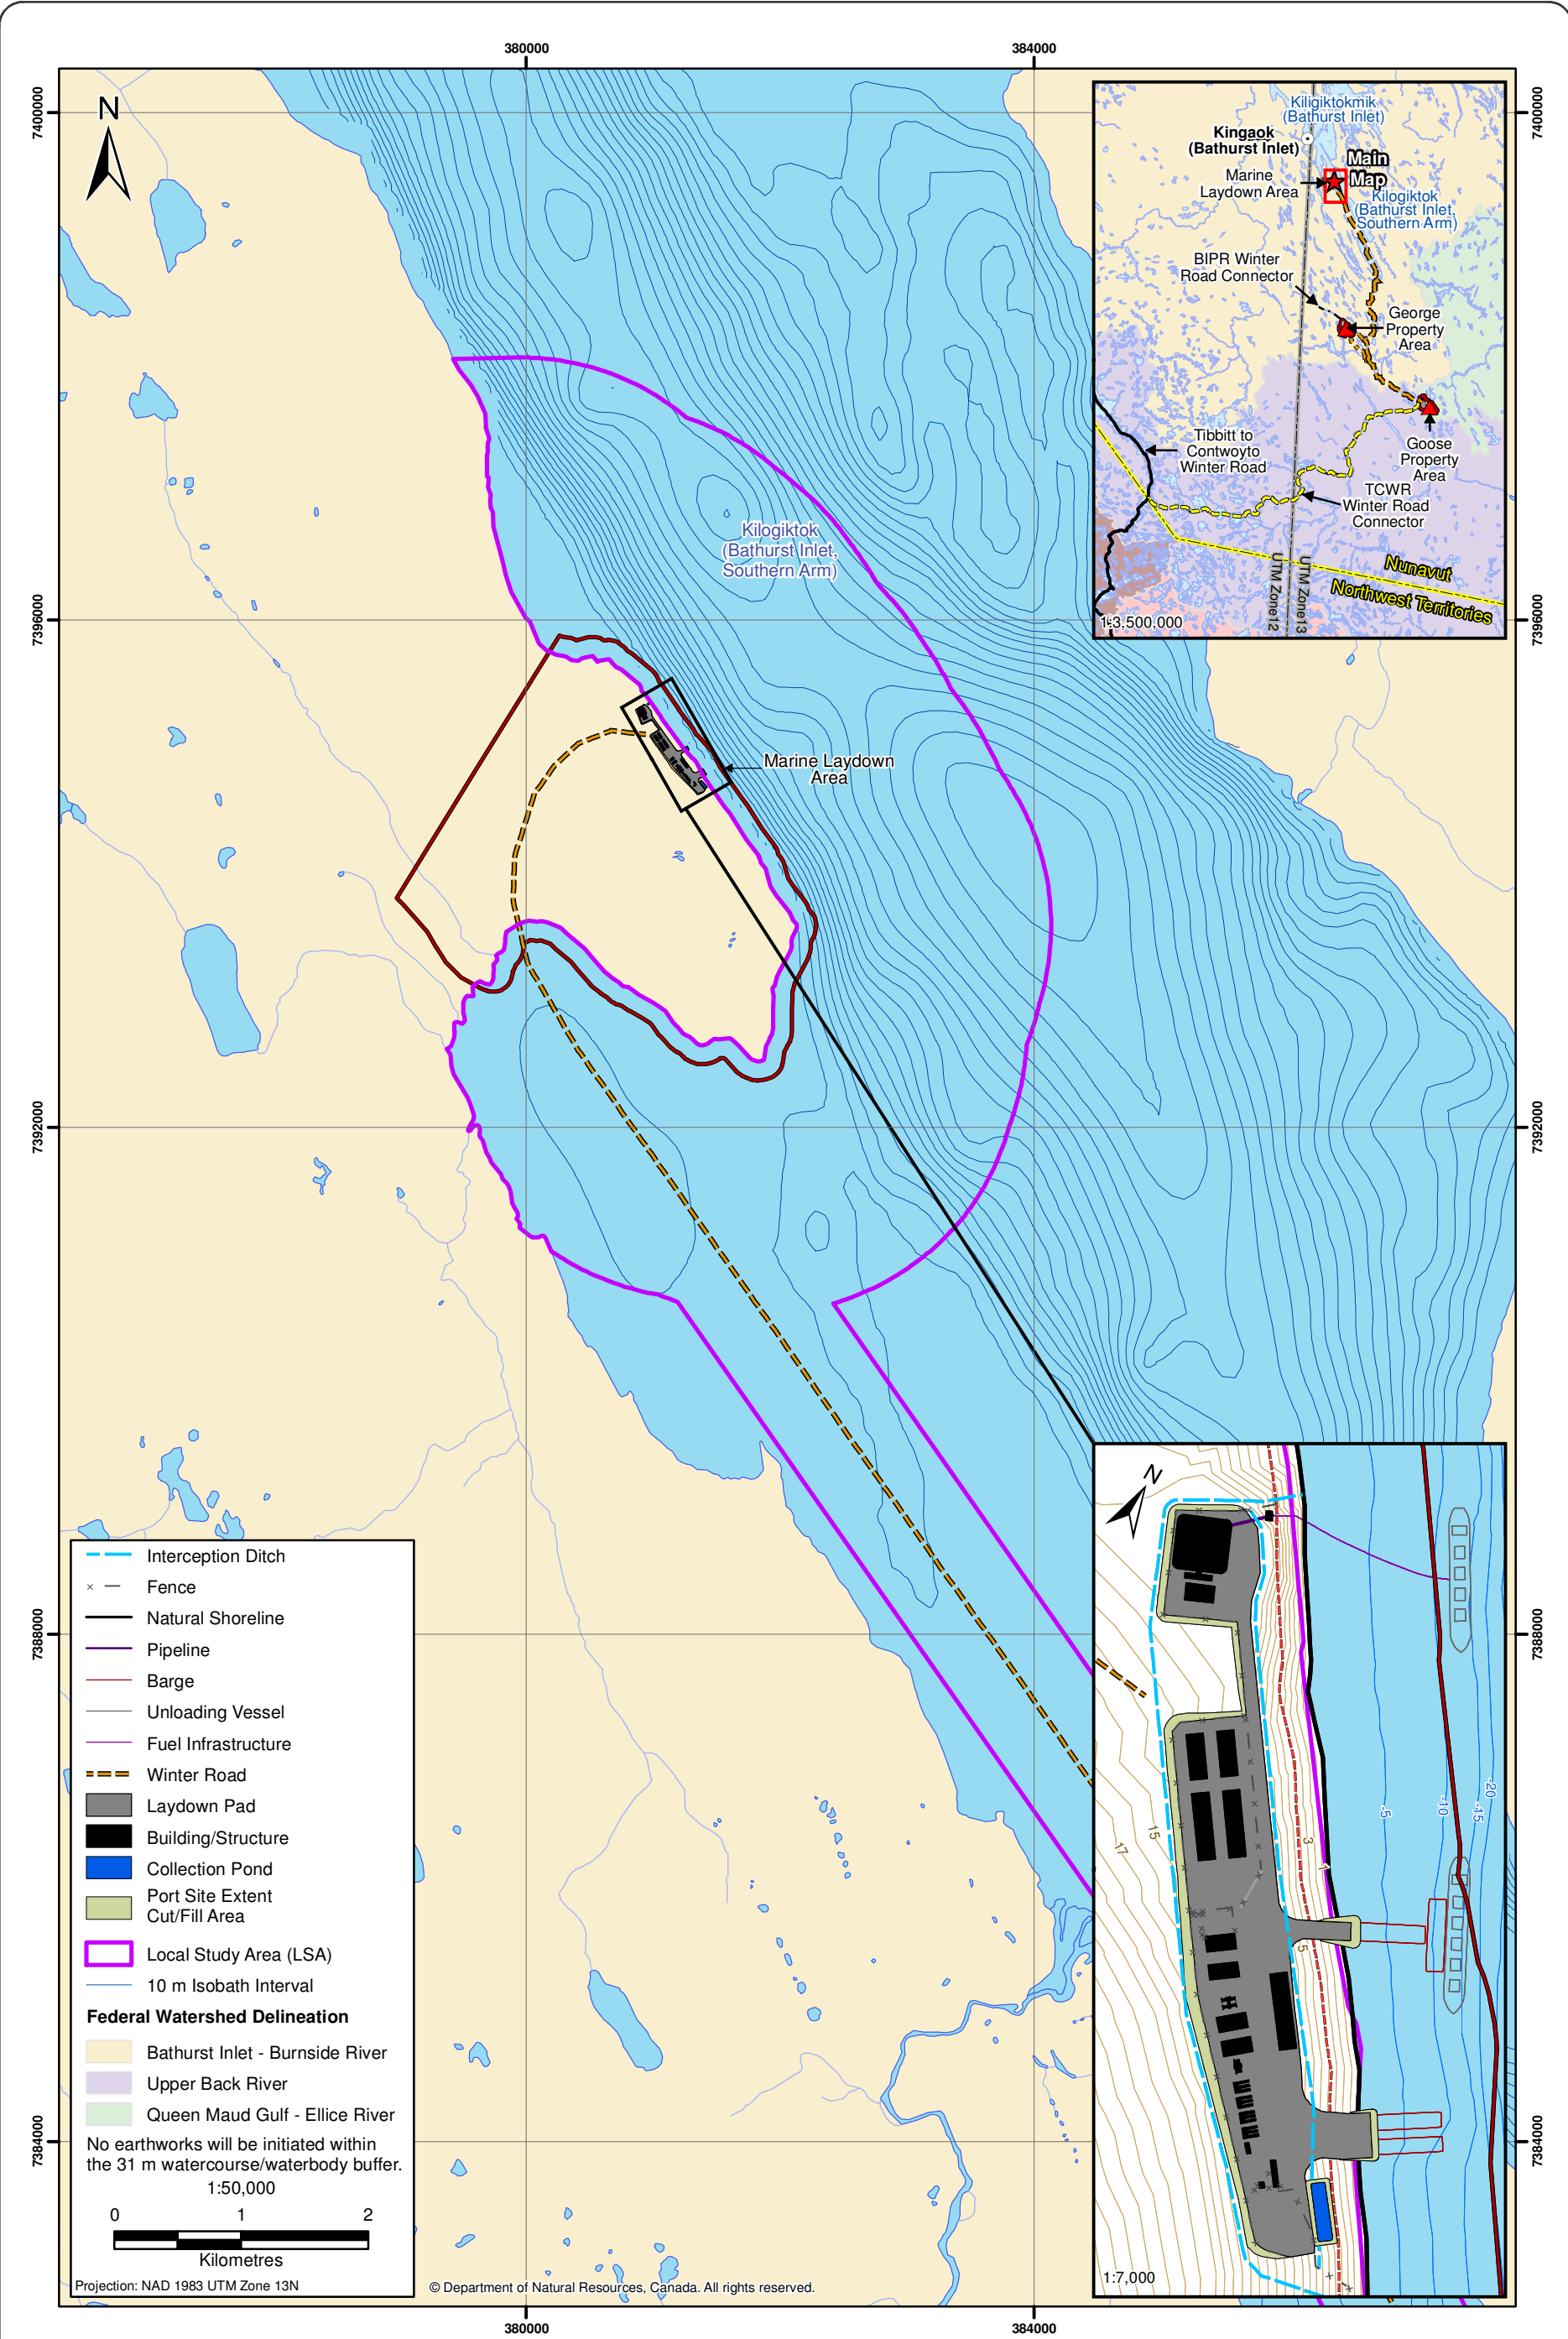 380000
384000
7400000
7400000
N
Kiligiktokmik
(Bathurst Inlet)
Kingaok
(Bathurst Inlet)
Main
Map
Marine
Laydown Area
Kilogiktok
(Bathurst Inlet,
Southern Arm)
BIPR Winter
Road Connector
George
Property
Area
Tibbitt to
Contwoyto
Winter Road
Goose
Property
Area
TCWR
Winter Road
Connector
UTM Zone12
UTM Zone13
Nunavut
Northwest Territories
1:3,500,000
Kilogiktok
(Bathurst Inlet,
Southern Arm)
7396000
7396000
Marine Laydown
Area
7392000
7392000
7388000
7388000
N
17
15
3
1
5
-5
-10
-15
-20
1:7,000
Interception Ditch
Fence
Natural Shoreline
Pipeline
Barge
Unloading Vessel
Fuel Infrastructure
Winter Road
Laydown Pad
Building/Structure
Collection Pond
Port Site Extent
Cut/Fill Area
Local Study Area (LSA)
10 m Isobath Interval
Federal Watershed Delineation
Bathurst Inlet - Burnside River
Upper Back River
Queen Maud Gulf - Ellice River
No earthworks will be initiated within
the 31 m watercourse/waterbody buffer.
1:50,000
0 1 2
Kilometres
Projection: NAD 1983 UTM Zone 13N
© Department of Natural Resources, Canada. All rights reserved.
7384000
7384000
380000
384000